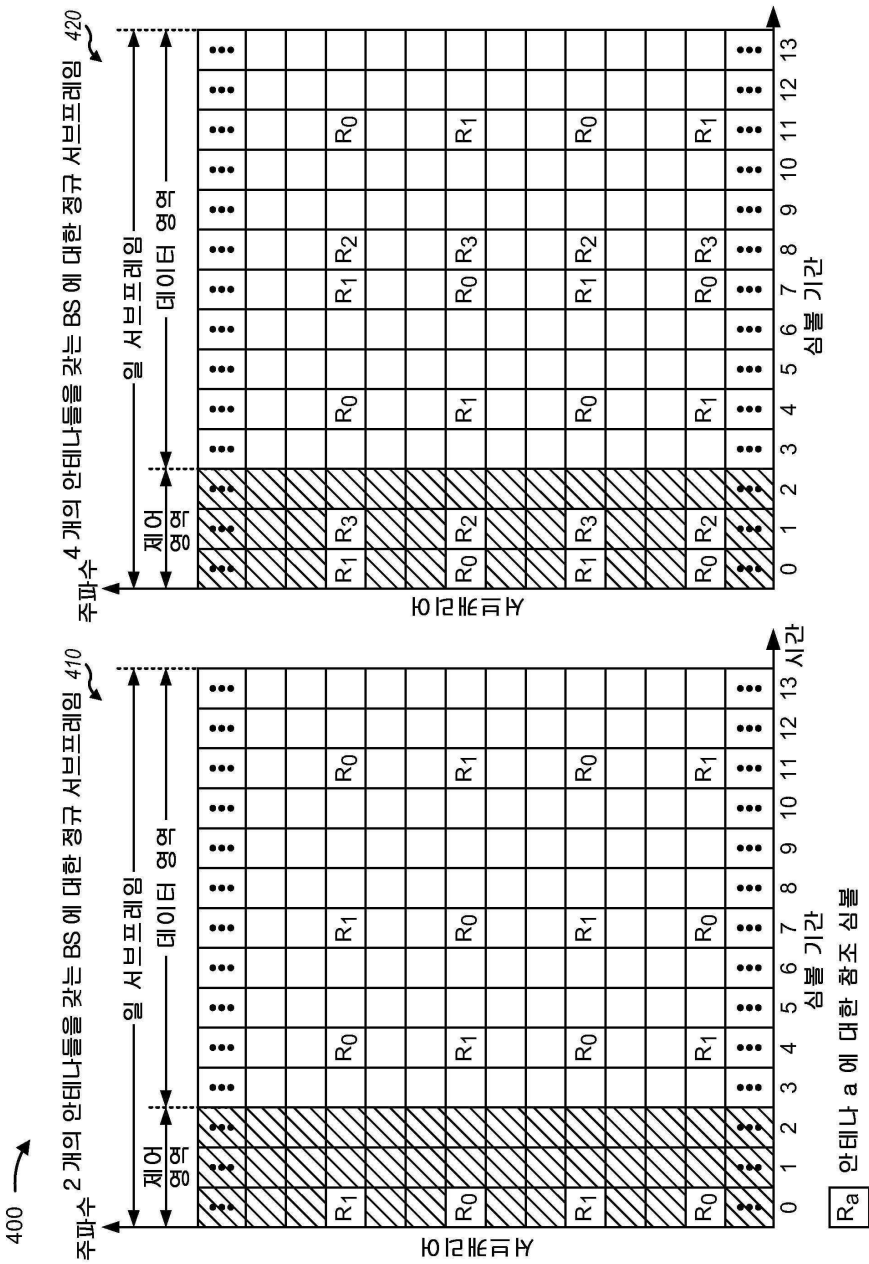 400
2 개의 안테나들을 갖는 BS 에 대한 정규 서브프레임 410
주파수
일 서브프레임
제어 영역
데이터 영역
서브캐리어
••• ••• ••• ••• ••• ••• ••• ••• ••• ••• ••• ••• ••• •••
R1 R0 R1 R0
R0 R1 R0 R1
R1 R0 R1 R0
R0 R1 R0 R1
••• ••• ••• ••• ••• ••• ••• ••• ••• ••• ••• ••• ••• •••
0 1 2 3 4 5 6 7 8 9 10 11 12 13
시간
심볼 기간
4 개의 안테나들을 갖는 BS 에 대한 정규 서브프레임 420
주파수
일 서브프레임
제어 영역
데이터 영역
서브캐리어
••• ••• ••• ••• ••• ••• ••• ••• ••• ••• ••• ••• ••• •••
R1 R3 R0 R1 R2 R0
R0 R2 R1 R0 R3 R1
R1 R3 R0 R1 R2 R0
R0 R2 R1 R0 R3 R1
••• ••• ••• ••• ••• ••• ••• ••• ••• ••• ••• ••• ••• •••
0 1 2 3 4 5 6 7 8 9 10 11 12 13
심볼 기간
Ra 안테나 a 에 대한 참조 심볼